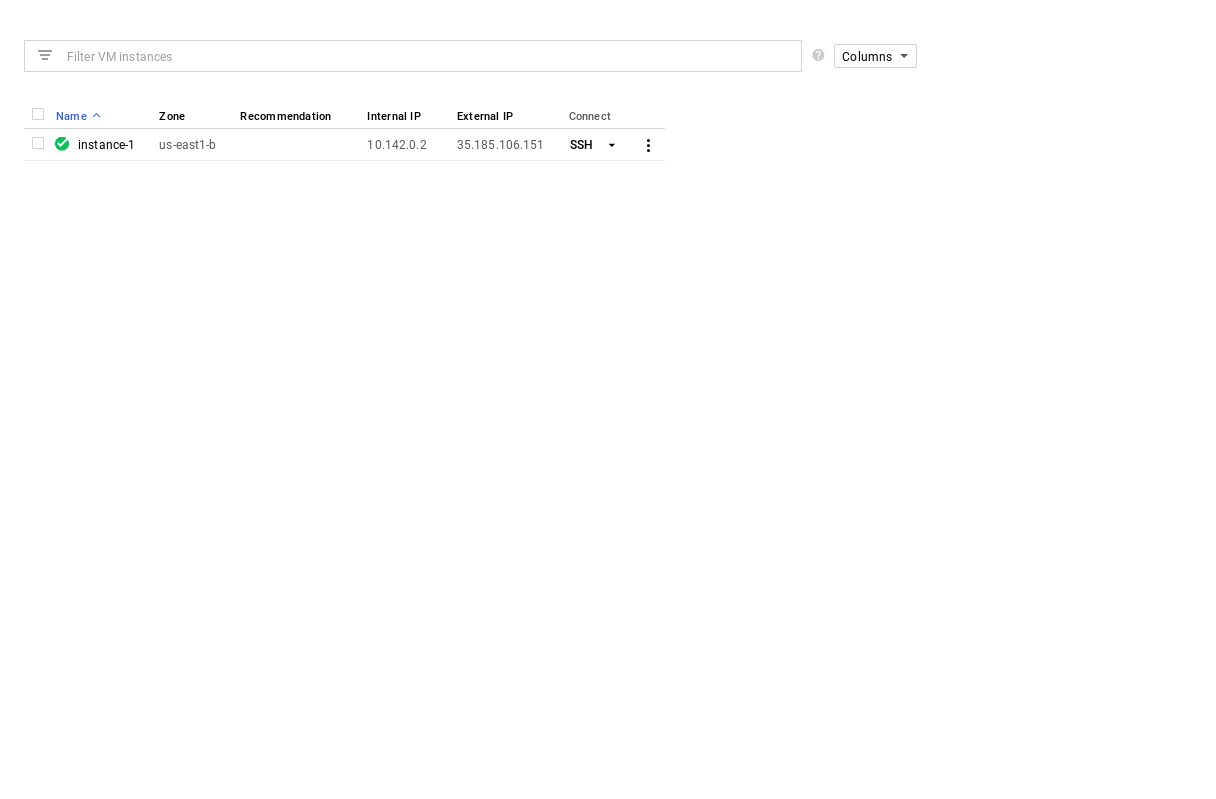 Filter VM instances
? Columns
Name Zone Recommendation Internal IP External IP Connect
instance-1 us-east1-b 10.142.0.2 35.185.106.151 SSH